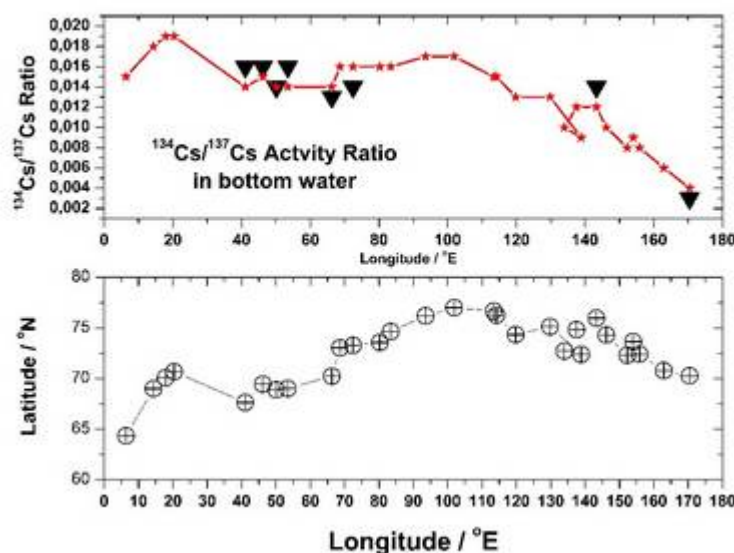 0,020
0,018
0,016
0,014
0,012
0,010
0,008
0,006
0,004
0,002
¹³⁴Cs/¹³⁷Cs Ratio
¹³⁴Cs/¹³⁷Cs Actvity Ratio
in bottom water
0 20 40 60 80 100 120 140 160 180
Longitude / °E
80
75
70
65
60
Latitude / °N
0 10 20 30 40 50 60 70 80 90 100 110 120 130 140 150 160 170 180
Longitude / °E